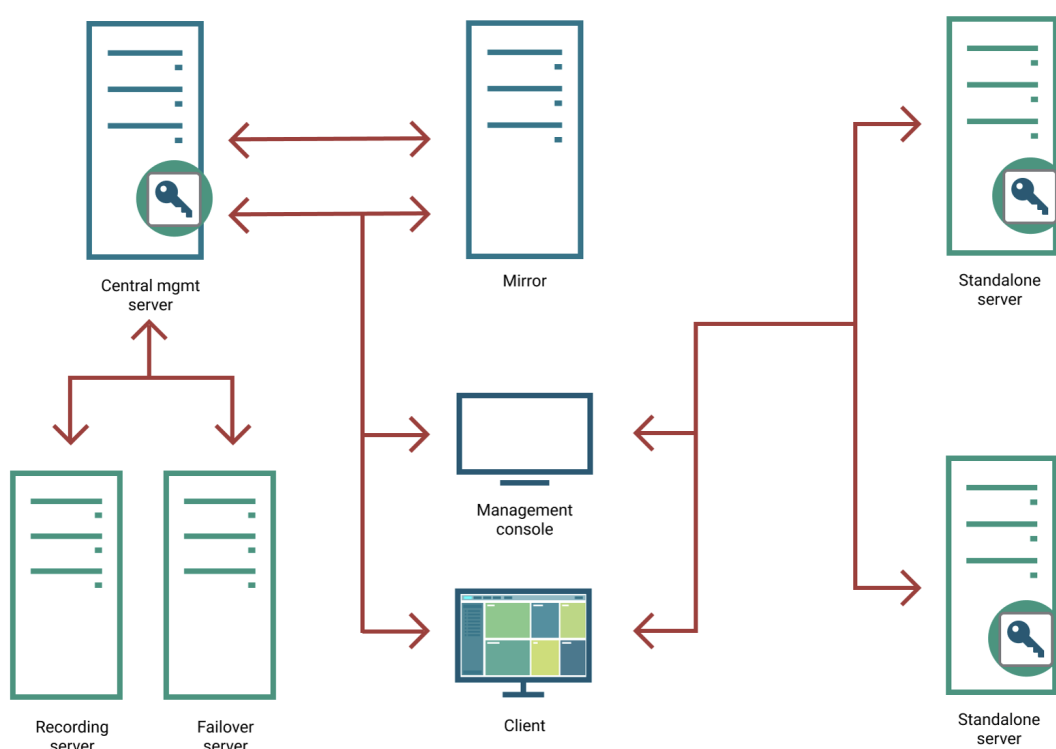 Central mgmt
server
Mirror
Standalone
server
Management
console
Recording
server
Failover
server
Client
Standalone
server